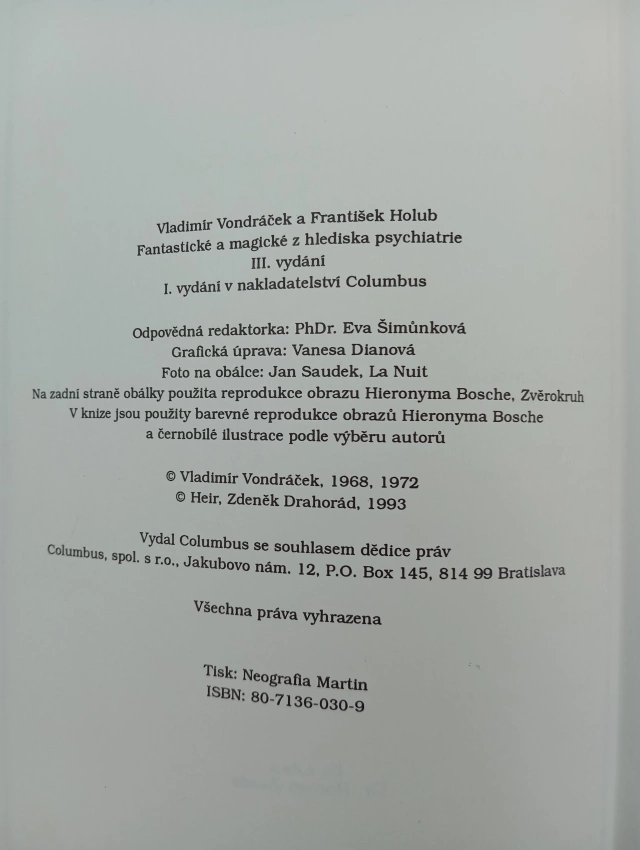 Vladimír Vondráček a František Holub
Fantastické a magické z hlediska psychiatrie
III. vydání
I. vydání v nakladatelství Columbus
Odpovědná redaktorka: PhDr. Eva Šimůnková
Grafická úprava: Vanesa Dianová
Foto na obálce: Jan Saudek, La Nuit
Na zadní straně obálky použita reprodukce obrazu Hieronyma Bosche, Zvěrokruh
V knize jsou použity barevné reprodukce obrazů Hieronyma Bosche
a černobílé ilustrace podle výběru autorů
© Vladimír Vondráček, 1968, 1972
© Heir, Zdeněk Drahorád, 1993
Vydal Columbus se souhlasem dědice práv
Columbus, spol. s r.o., Jakubovo nám. 12, P.O. Box 145, 814 99 Bratislava
Všechna práva vyhrazena
Tisk: Neografia Martin
ISBN: 80-7136-030-9